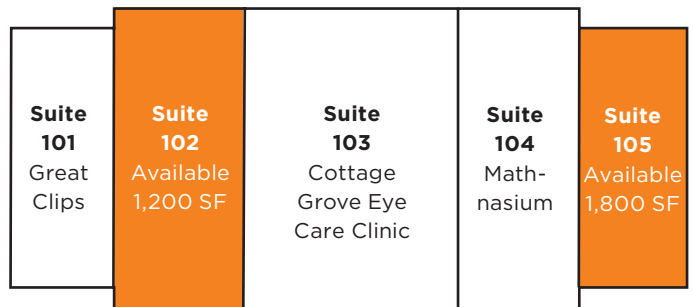 Suite
101
Great
Clips
Suite
102
Available
1,200 SF
Suite
103
Cottage
Grove Eye
Care Clinic
Suite
104
Math-
nasium
Suite
105
Available
1,800 SF